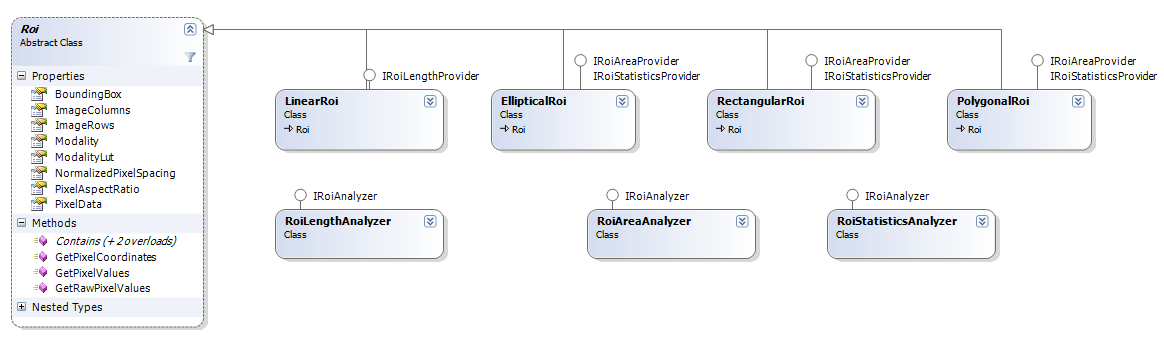 Roi
Abstract Class
Properties
BoundingBox
ImageColumns
ImageRows
Modality
ModalityLut
NormalizedPixelSpacing
PixelAspectRatio
PixelData
Methods
Contains (+ 2 overloads)
GetPixelCoordinates
GetPixelValues
GetRawPixelValues
Nested Types
IRoiLengthProvider
LinearRoi
Class
Roi
IRoiAreaProvider
IRoiStatisticsProvider
EllipticalRoi
Class
Roi
IRoiAreaProvider
IRoiStatisticsProvider
RectangularRoi
Class
Roi
IRoiAreaProvider
IRoiStatisticsProvider
PolygonalRoi
Class
Roi
IRoiAnalyzer
RoiLengthAnalyzer
Class
IRoiAnalyzer
RoiAreaAnalyzer
Class
IRoiAnalyzer
RoiStatisticsAnalyzer
Class